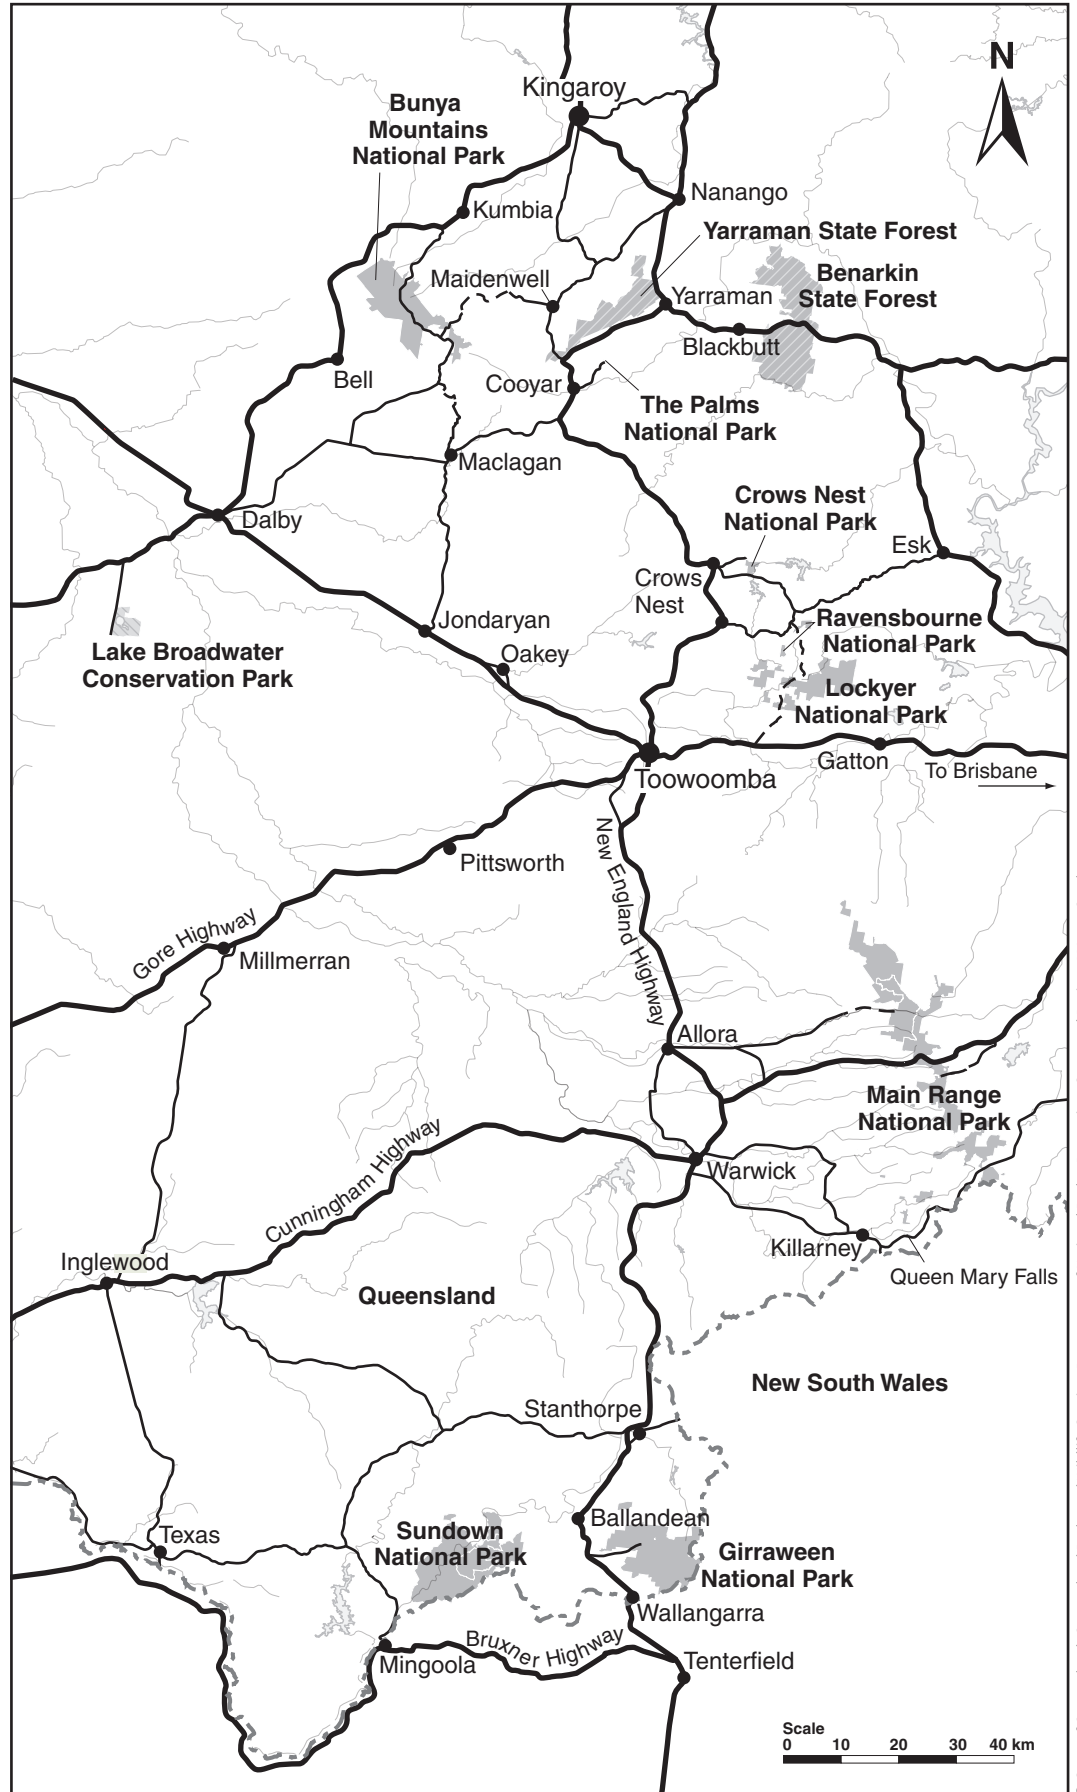 N
Kingaroy
Bunya
Mountains
National Park
Nanango
Kumbia
Yarraman State Forest
Maidenwell
Benarkin
State Forest
Yarraman
Blackbutt
Bell
Cooyar
The Palms
National Park
Maclagan
Crows Nest
National Park
Dalby
Esk
Crows
Nest
Jondaryan
Ravensbourne
National Park
Oakey
Lake Broadwater
Conservation Park
Lockyer
National Park
Gatton
To Brisbane
Toowoomba
New England Highway
Pittsworth
Gore Highway
Millmerran
Allora
Main Range
National Park
Cunningham Highway
Warwick
Killarney
Inglewood
Queen Mary Falls
Queensland
New South Wales
Stanthorpe
Ballandean
Texas
Sundown
National Park
Girraween
National Park
Wallangarra
Bruxner Highway
Mingoola
Tenterfield
Scale
0 10 20 30 40 km